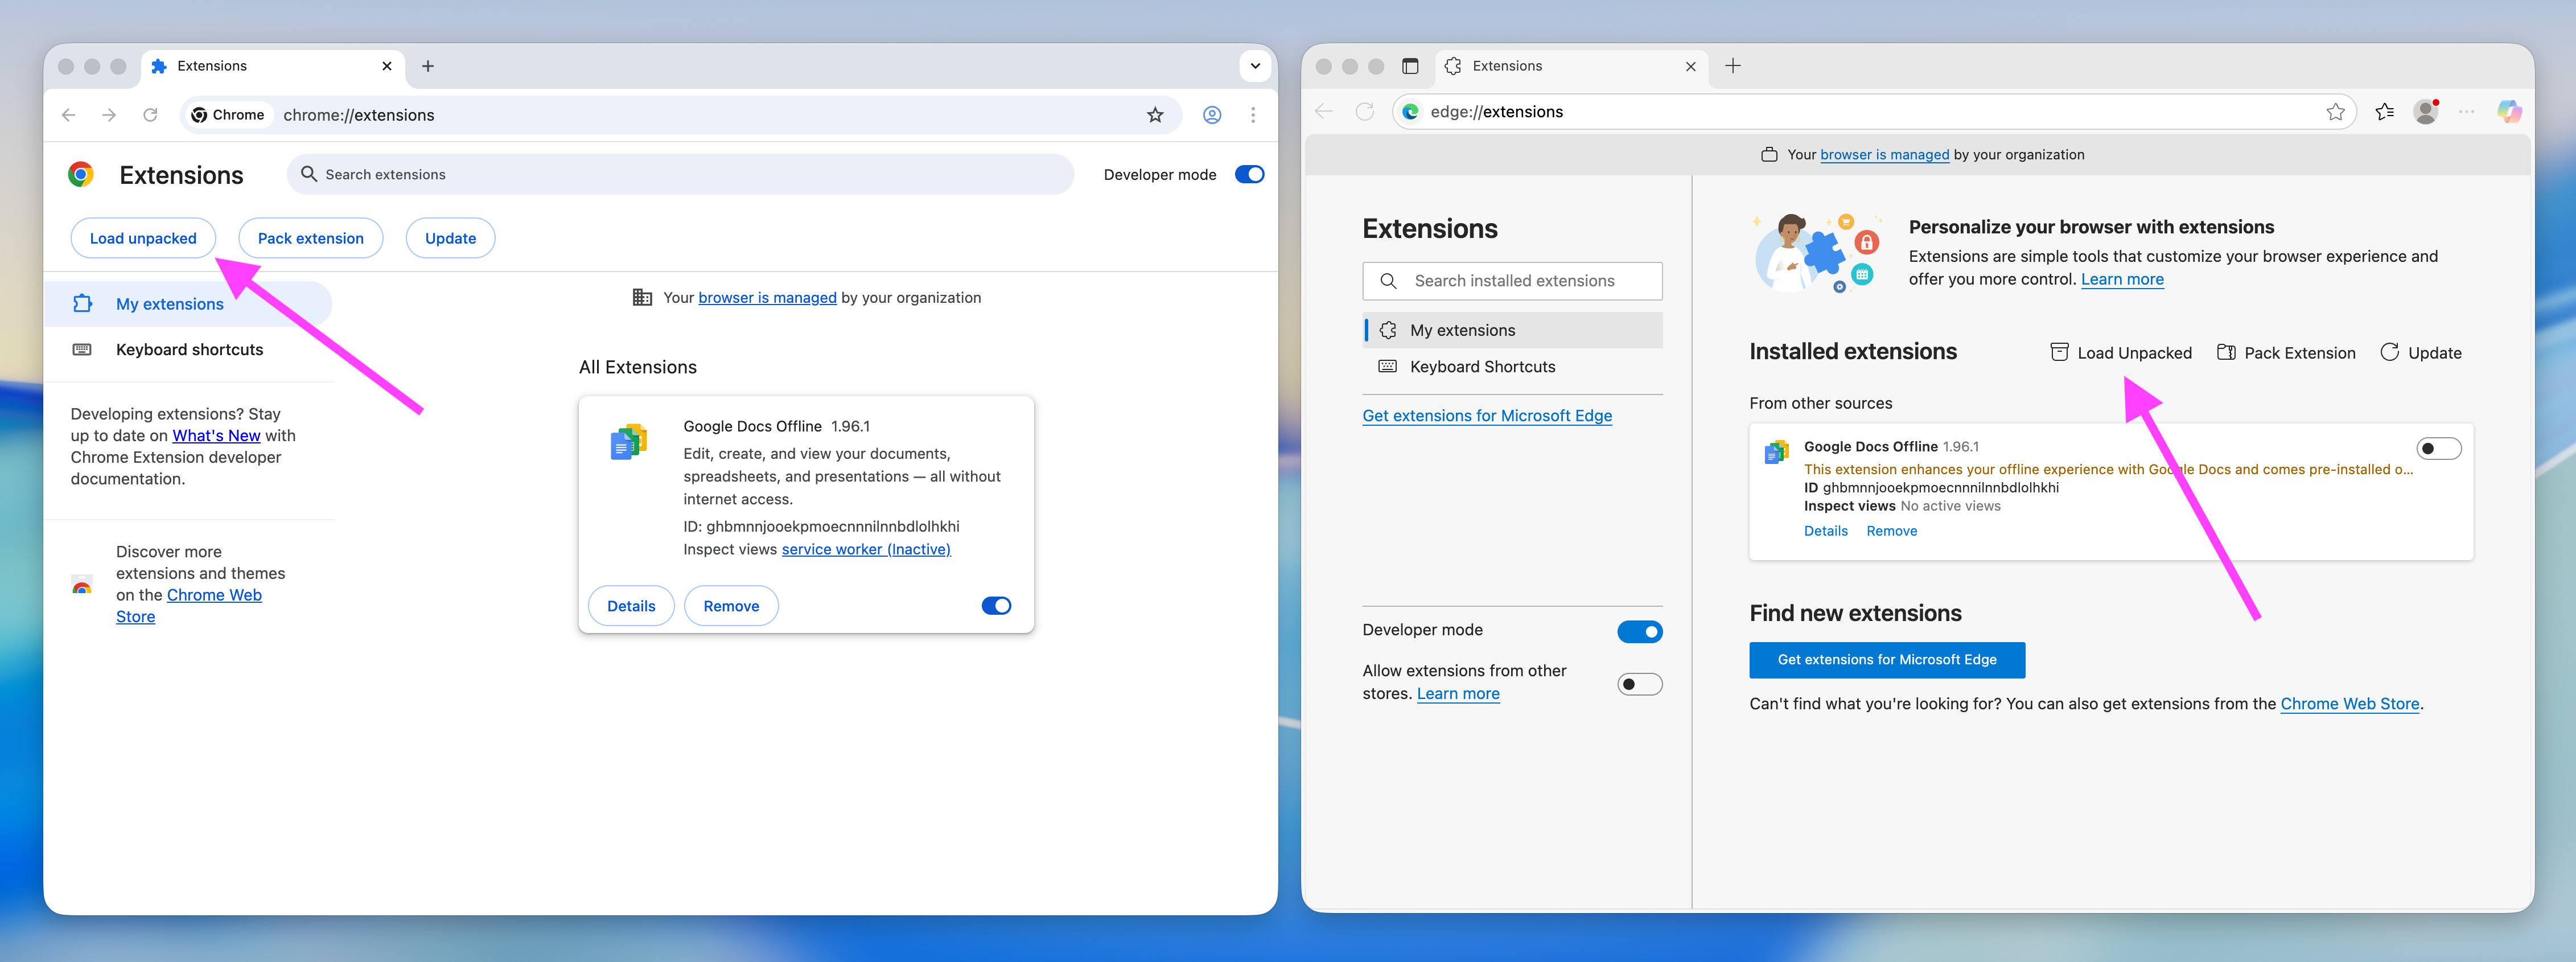 Extensions
Chrome
chrome://extensions
Extensions
Search extensions
Developer mode
Load unpacked
Pack extension
Update
My extensions
Keyboard shortcuts
Developing extensions? Stay
up to date on What's New with
Chrome Extension developer
documentation.
Discover more
extensions and themes
on the Chrome Web
Store
Your browser is managed by your organization
All Extensions
Google Docs Offline 1.96.1
Edit, create, and view your documents,
spreadsheets, and presentations — all without
internet access.
ID: ghbmnnjooekpmoecnnnilnnbdlolhkhi
Inspect views service worker (Inactive)
Details
Remove
Extensions
edge://extensions
Your browser is managed by your organization
Extensions
Search installed extensions
My extensions
Keyboard Shortcuts
Get extensions for Microsoft Edge
Developer mode
Allow extensions from other
stores. Learn more
Personalize your browser with extensions
Extensions are simple tools that customize your browser experience and
offer you more control. Learn more
Installed extensions
Load Unpacked
Pack Extension
Update
From other sources
Google Docs Offline 1.96.1
This extension enhances your offline experience with Google Docs and comes pre-installed o...
ID ghbmnnjooekpmoecnnnilnnbdlolhkhi
Inspect views No active views
Details
Remove
Find new extensions
Get extensions for Microsoft Edge
Can't find what you're looking for? You can also get extensions from the Chrome Web Store.